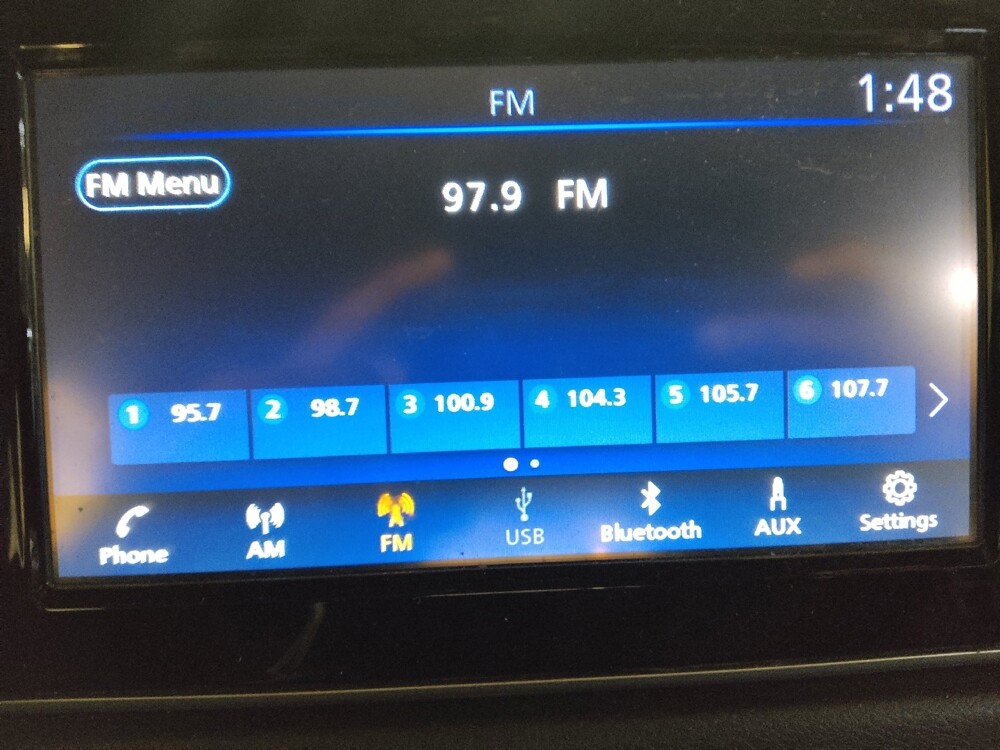 FM 1:48
FM Menu
97.9 FM
1 95.7 2 98.7 3 100.9 4 104.3 5 105.7 6 107.7
Phone AM FM USB Bluetooth AUX Settings